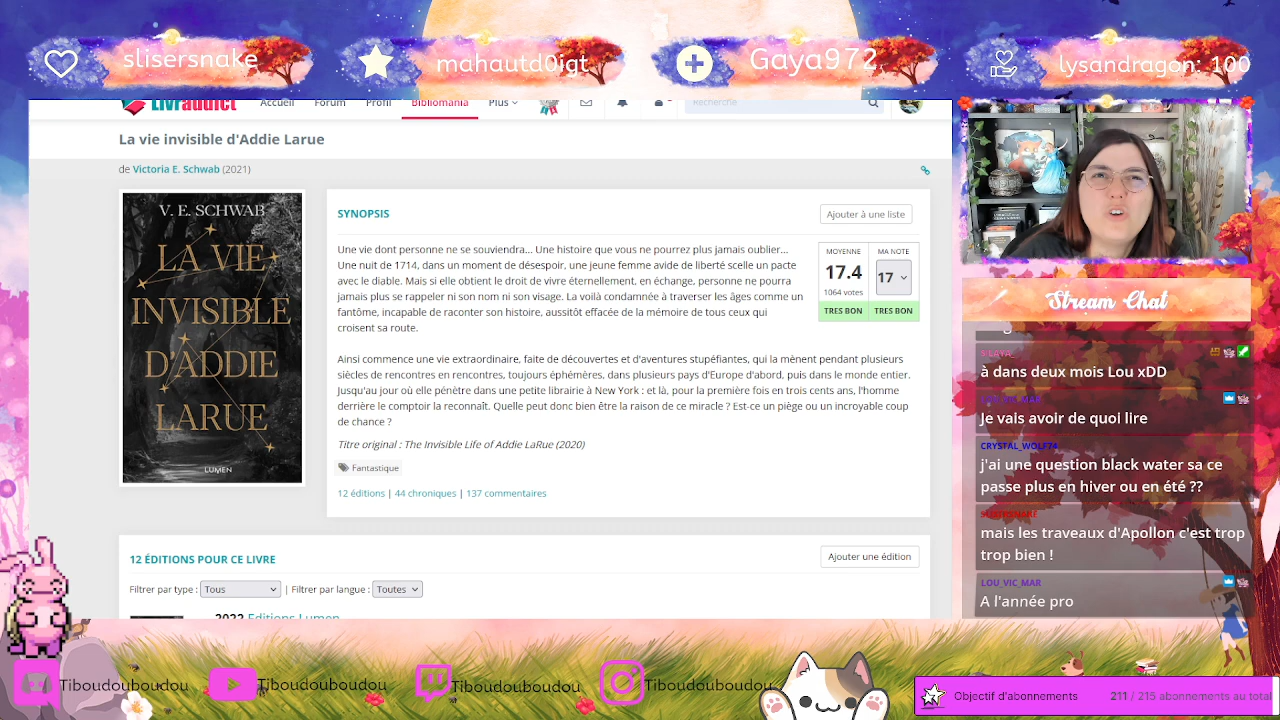 slisersnake
mahautd0igt
Gaya972.
lysandragon: 100
Livraddict
Accueil
Forum
Profil
Bibliomania
Plus
Recherche
La vie invisible d'Addie Larue
de Victoria E. Schwab (2021)
V. E. SCHWAB
LA VIE
INVISIBLE
D'ADDIE
LARUE
LUMEN
SYNOPSIS
Ajouter à une liste
Une vie dont personne ne se souviendra... Une histoire que vous ne pourrez plus jamais oublier...
Une nuit de 1714, dans un moment de désespoir, une jeune femme avide de liberté scelle un pacte
avec le diable. Mais si elle obtient le droit de vivre éternellement, en échange, personne ne pourra
jamais plus se rappeler ni son nom ni son visage. La voilà condamnée à traverser les âges comme un
fantôme, incapable de raconter son histoire, aussitôt effacée de la mémoire de tous ceux qui
croisent sa route.
MOYENNE
17.4
1064 votes
TRES BON
MA NOTE
17
TRES BON
Ainsi commence une vie extraordinaire, faite de découvertes et d'aventures stupéfiantes, qui la mènent pendant plusieurs
siècles de rencontres en rencontres, toujours éphémères, dans plusieurs pays d'Europe d'abord, puis dans le monde entier.
Jusqu'au jour où elle pénètre dans une petite librairie à New York : et là, pour la première fois en trois cents ans, l'homme
derrière le comptoir la reconnaît. Quelle peut donc bien être la raison de ce miracle ? Est-ce un piège ou un incroyable coup
de chance ?
Titre original : The Invisible Life of Addie LaRue (2020)
Fantastique
12 éditions | 44 chroniques | 137 commentaires
12 ÉDITIONS POUR CE LIVRE
Ajouter une édition
Filtrer par type : Tous | Filtrer par langue : Toutes
2022 Editions Lumen
Stream Chat
à dans deux mois Lou xDD
LOU_VIC_MAR
Je vais avoir de quoi lire
CRYSTAL_WOLF74
j'ai une question black water sa ce
passe plus en hiver ou en été ??
mais les traveaux d'Apollon c'est trop
trop bien !
LOU_VIC_MAR
A l'année pro
Tiboudouboudou
Tiboudouboudou
Tiboudouboudou
Tiboudouboudou
Objectif d'abonnements
211 / 215 abonnements au total